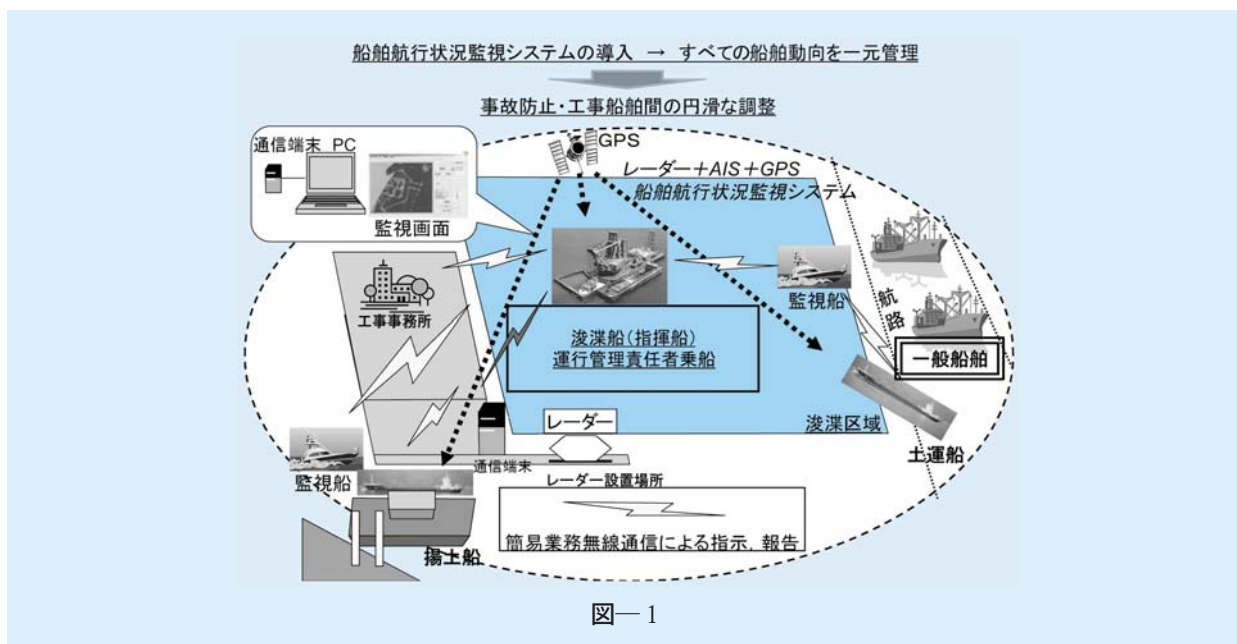 船舶航行状況監視システムの導入 → すべての船舶動向を一元管理
事故防止・工事船舶間の円滑な調整
通信端末 PC
監視画面
GPS
レーダー＋AIS＋GPS
船舶航行状況監視システム
工事事務所
監視船
航路
浚渫船（指揮船）
運行管理責任者乗船
一般船舶
レーダー
浚渫区域
土運船
通信端末
レーダー設置場所
監視船
簡易業務無線通信による指示，報告
揚土船
図―1